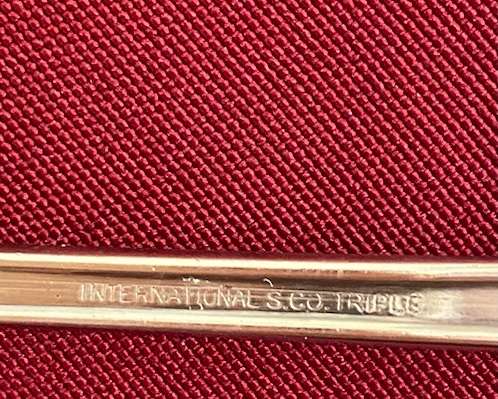 INTERNATIONAL S.CO. TRIPLE